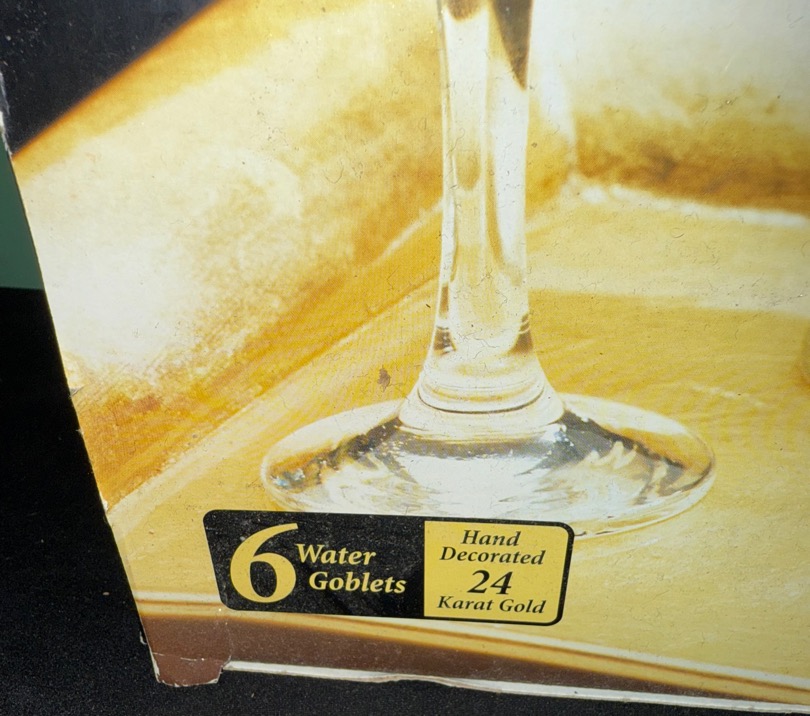 6 Water
Goblets
Hand
Decorated
24
Karat Gold